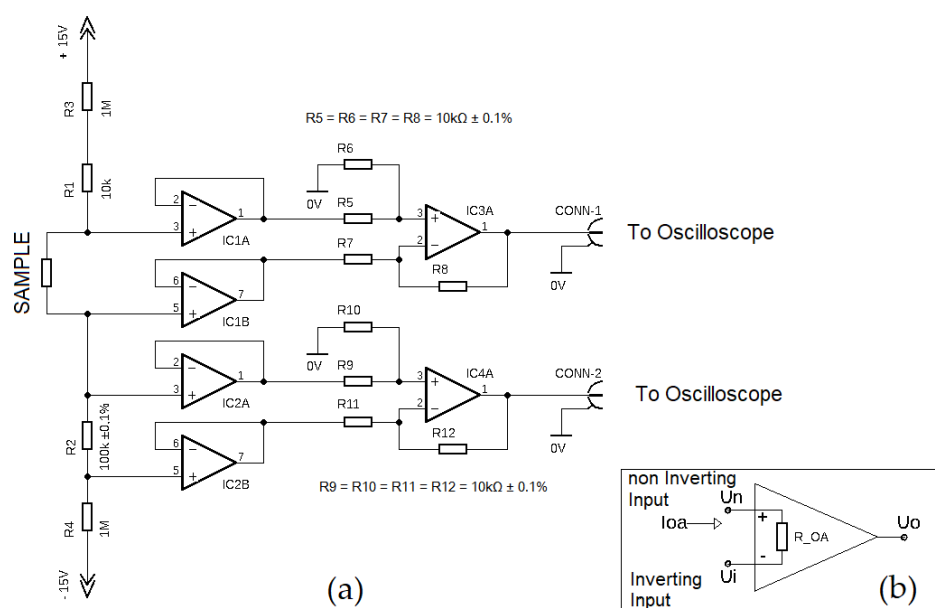 + 15V
R3
1M
R1
10k
SAMPLE
R2
100k ±0.1%
R4
1M
- 15V
R5 = R6 = R7 = R8 = 10kΩ ± 0.1%
2
3
1
IC1A
6
5
7
IC1B
R6
0V
R5
R7
R8
3
2
1
IC3A
CONN-1
0V
To Oscilloscope
2
3
1
IC2A
6
5
7
IC2B
R10
0V
R9
R11
R12
3
2
1
IC4A
CONN-2
0V
To Oscilloscope
R9 = R10 = R11 = R12 = 10kΩ ± 0.1%
(a)
non Inverting
Input
Un
+
Ioa
R_OA
Uo
-
Ui
Inverting
Input
(b)